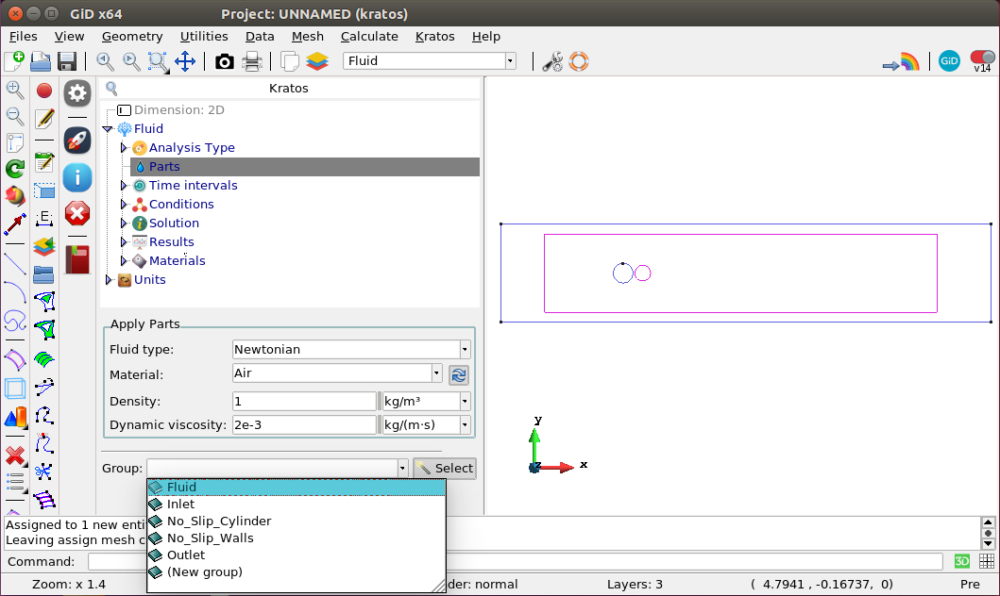 GiD x64 Project: UNNAMED (kratos)
Files View Geometry Utilities Data Mesh Calculate Kratos Help
Fluid GiD v14
Kratos
Dimension: 2D
Fluid
Analysis Type
Parts
Time intervals
Conditions
Solution
Results
Materials
Units
Apply Parts
Fluid type: Newtonian
Material: Air
Density: 1 kg/m³
Dynamic viscosity: 2e-3 kg/(m·s)
Group: Select
Fluid
Inlet
No_Slip_Cylinder
No_Slip_Walls
Outlet
(New group)
y
z x
Assigned to 1 new enti
Leaving assign mesh c
Command: 3D
Zoom: x 1.4 der: normal Layers: 3 ( 4.7941 , -0.16737, 0) Pre
:E: